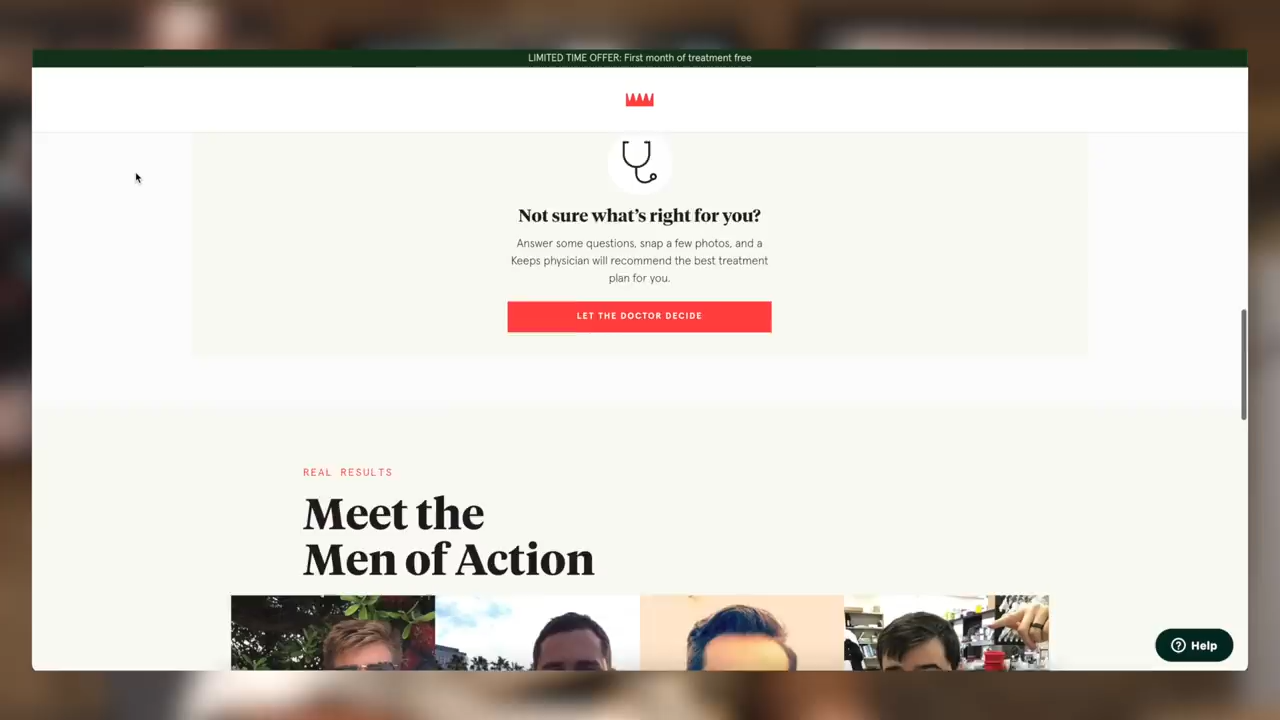 LIMITED TIME OFFER: First month of treatment free
Not sure what's right for you?
Answer some questions, snap a few photos, and a
Keeps physician will recommend the best treatment
plan for you.
LET THE DOCTOR DECIDE
REAL RESULTS
Meet the
Men of Action
Help